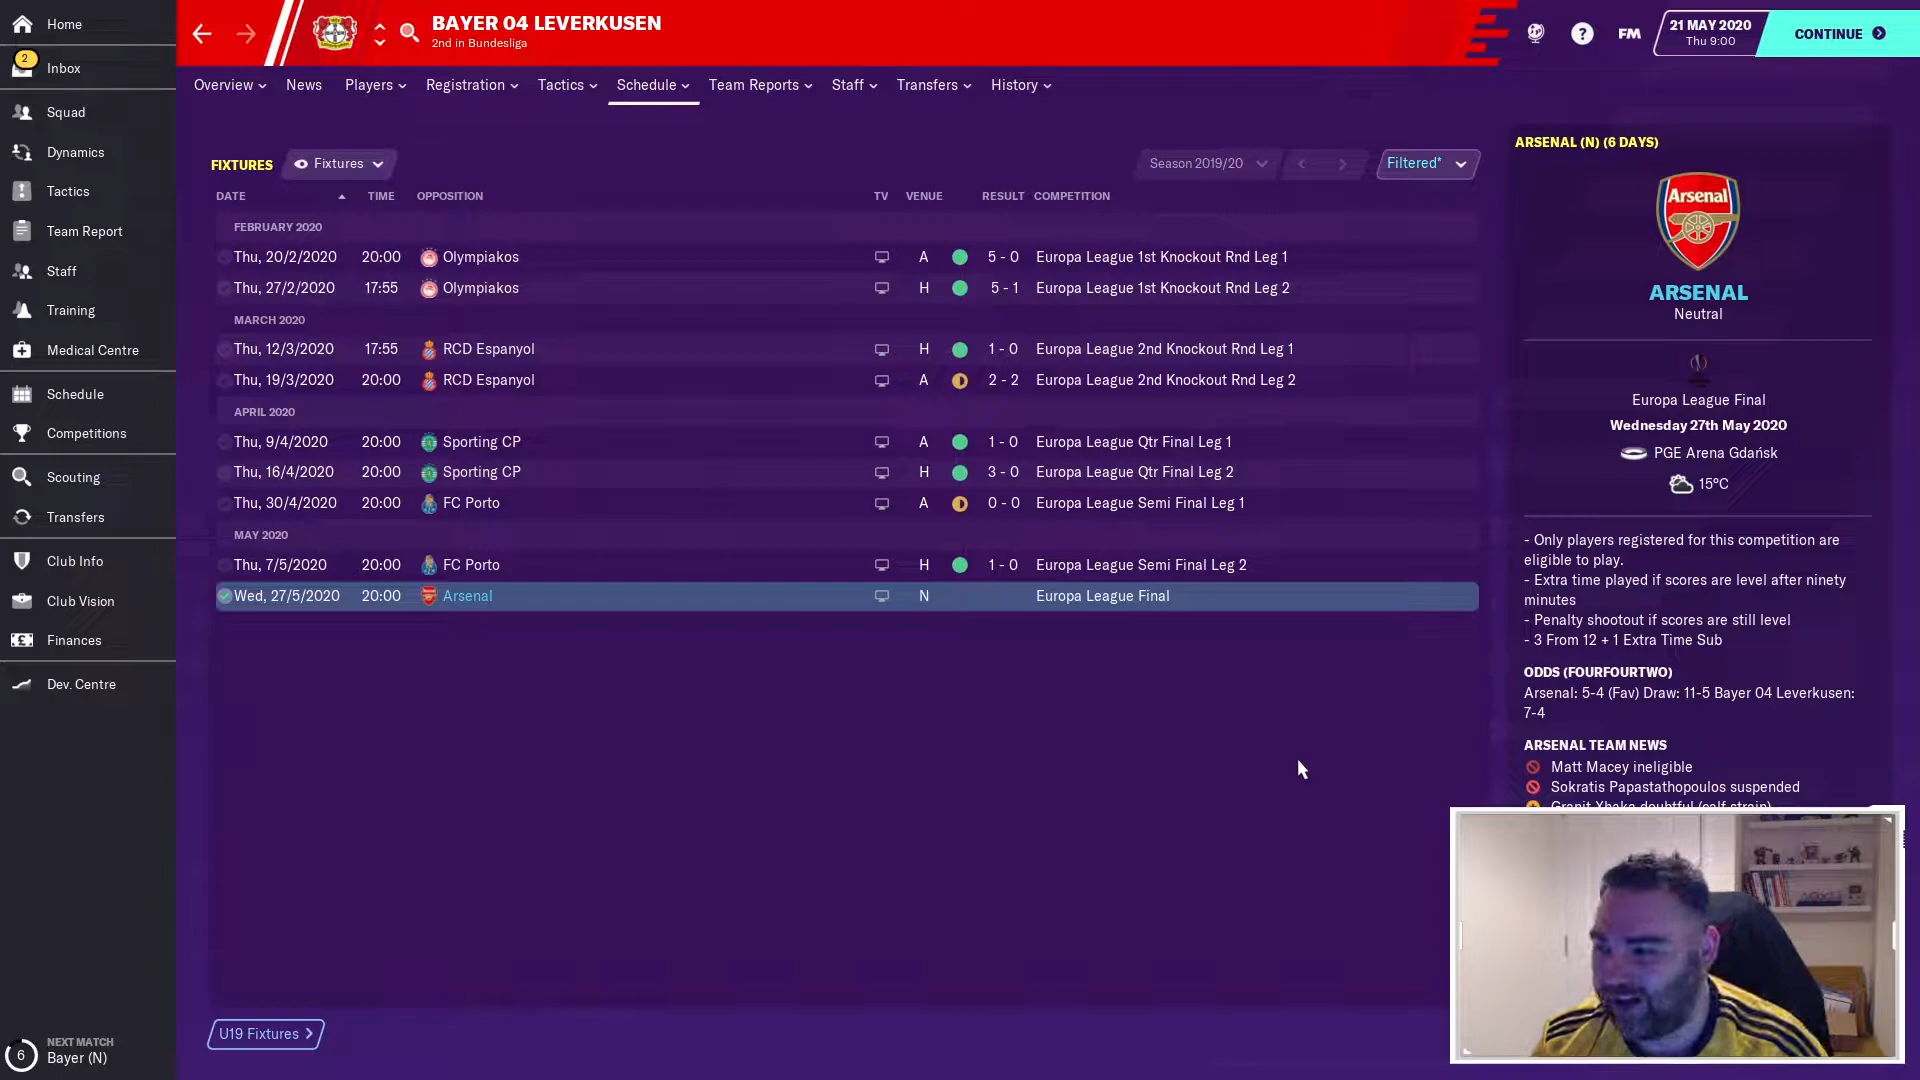 Home
2
Inbox
Squad
Dynamics
Tactics
Team Report
Staff
Training
Medical Centre
Schedule
Competitions
Scouting
Transfers
Club Info
Club Vision
Finances
Dev. Centre
6
NEXT MATCH
Bayer (N)
BAYER 04 LEVERKUSEN
2nd in Bundesliga
?
FM
21 MAY 2020
Thu 9:00
CONTINUE
Overview News Players Registration Tactics Schedule Team Reports Staff Transfers History
FIXTURES Fixtures Season 2019/20 Filtered*
DATE TIME OPPOSITION TV VENUE RESULT COMPETITION
FEBRUARY 2020
Thu, 20/2/2020 20:00 Olympiakos A 5 - 0 Europa League 1st Knockout Rnd Leg 1
Thu, 27/2/2020 17:55 Olympiakos H 5 - 1 Europa League 1st Knockout Rnd Leg 2
MARCH 2020
Thu, 12/3/2020 17:55 RCD Espanyol H 1 - 0 Europa League 2nd Knockout Rnd Leg 1
Thu, 19/3/2020 20:00 RCD Espanyol A 2 - 2 Europa League 2nd Knockout Rnd Leg 2
APRIL 2020
Thu, 9/4/2020 20:00 Sporting CP A 1 - 0 Europa League Qtr Final Leg 1
Thu, 16/4/2020 20:00 Sporting CP H 3 - 0 Europa League Qtr Final Leg 2
Thu, 30/4/2020 20:00 FC Porto A 0 - 0 Europa League Semi Final Leg 1
MAY 2020
Thu, 7/5/2020 20:00 FC Porto H 1 - 0 Europa League Semi Final Leg 2
Wed, 27/5/2020 20:00 Arsenal N Europa League Final
U19 Fixtures
ARSENAL (N) (6 DAYS)
Arsenal
ARSENAL
Neutral
Europa League Final
Wednesday 27th May 2020
PGE Arena Gdańsk
15°C
- Only players registered for this competition are
eligible to play.
- Extra time played if scores are level after ninety
minutes
- Penalty shootout if scores are still level
- 3 From 12 + 1 Extra Time Sub
ODDS (FOURFOURTWO)
Arsenal: 5-4 (Fav) Draw: 11-5 Bayer 04 Leverkusen:
7-4
ARSENAL TEAM NEWS
Matt Macey ineligible
Sokratis Papastathopoulos suspended
Granit Xhaka doubtful (calf strain)